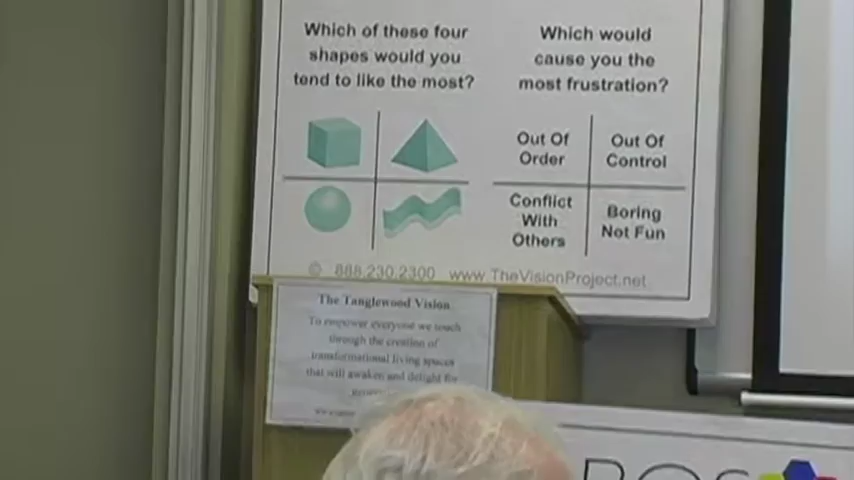 Which of these four
shapes would you
tend to like the most?
Which would
cause you the
most frustration?
Out Of
Order
Out Of
Control
Conflict
With
Others
Boring
Not Fun
© 888.230.2300 www.TheVisionProject.net
The Tanglewood Vision
To empower everyone we touch
through the creation of
transformational living spaces
that will awaken and delight for